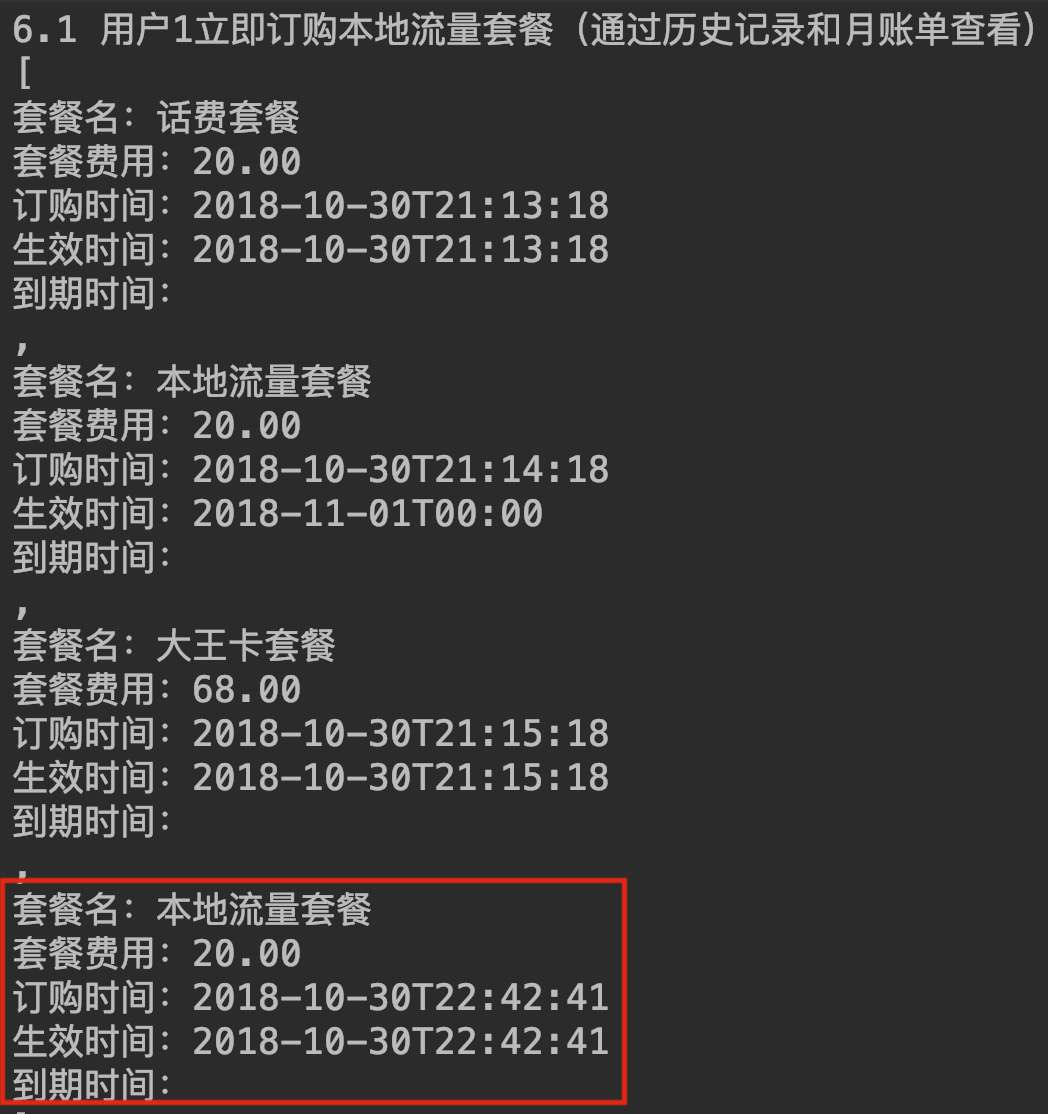 6.1 用户1立即订购本地流量套餐（通过历史记录和月账单查看）
[
套餐名：话费套餐
套餐费用：20.00
订购时间：2018-10-30T21:13:18
生效时间：2018-10-30T21:13:18
到期时间：
,
套餐名：本地流量套餐
套餐费用：20.00
订购时间：2018-10-30T21:14:18
生效时间：2018-11-01T00:00
到期时间：
,
套餐名：大王卡套餐
套餐费用：68.00
订购时间：2018-10-30T21:15:18
生效时间：2018-10-30T21:15:18
到期时间：
,
套餐名：本地流量套餐
套餐费用：20.00
订购时间：2018-10-30T22:42:41
生效时间：2018-10-30T22:42:41
到期时间：